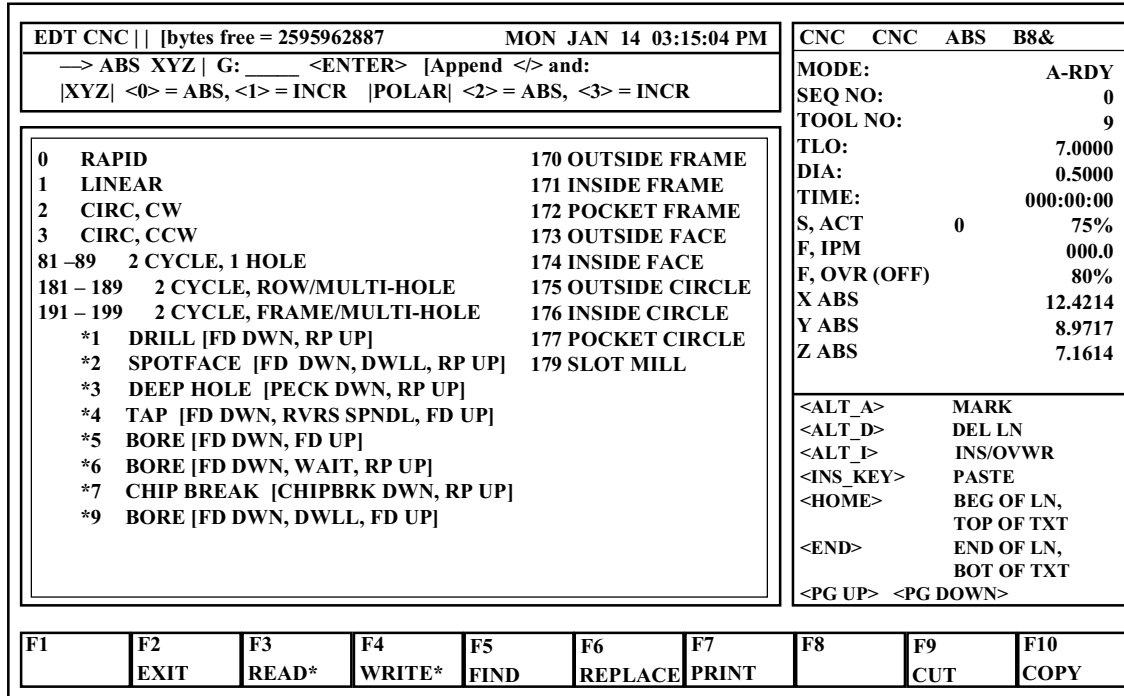 EDT CNC | | [bytes free = 2595962887 MON JAN 14 03:15:04 PM
—> ABS XYZ | G: _____ <ENTER> [Append </> and:
|XYZ| <0> = ABS, <1> = INCR |POLAR| <2> = ABS, <3> = INCR
0 RAPID
1 LINEAR
2 CIRC, CW
3 CIRC, CCW
81 –89 2 CYCLE, 1 HOLE
181 – 189 2 CYCLE, ROW/MULTI-HOLE
191 – 199 2 CYCLE, FRAME/MULTI-HOLE
*1 DRILL [FD DWN, RP UP]
*2 SPOTFACE [FD DWN, DWLL, RP UP]
*3 DEEP HOLE [PECK DWN, RP UP]
*4 TAP [FD DWN, RVRS SPNDL, FD UP]
*5 BORE [FD DWN, FD UP]
*6 BORE [FD DWN, WAIT, RP UP]
*7 CHIP BREAK [CHIPBRK DWN, RP UP]
*9 BORE [FD DWN, DWLL, FD UP]
170 OUTSIDE FRAME
171 INSIDE FRAME
172 POCKET FRAME
173 OUTSIDE FACE
174 INSIDE FACE
175 OUTSIDE CIRCLE
176 INSIDE CIRCLE
177 POCKET CIRCLE
179 SLOT MILL
CNC CNC ABS B8&
MODE: A-RDY
SEQ NO: 0
TOOL NO: 9
TLO: 7.0000
DIA: 0.5000
TIME: 000:00:00
S, ACT 0 75%
F, IPM 000.0
F, OVR (OFF) 80%
X ABS 12.4214
Y ABS 8.9717
Z ABS 7.1614
<ALT_A> MARK
<ALT_D> DEL LN
<ALT_I> INS/OVWR
<INS_KEY> PASTE
<HOME> BEG OF LN,
TOP OF TXT
<END> END OF LN,
BOT OF TXT
<PG UP> <PG DOWN>
F1 F2 F3 F4 F5 F6 F7 F8 F9 F10
EXIT READ* WRITE* FIND REPLACE PRINT CUT COPY